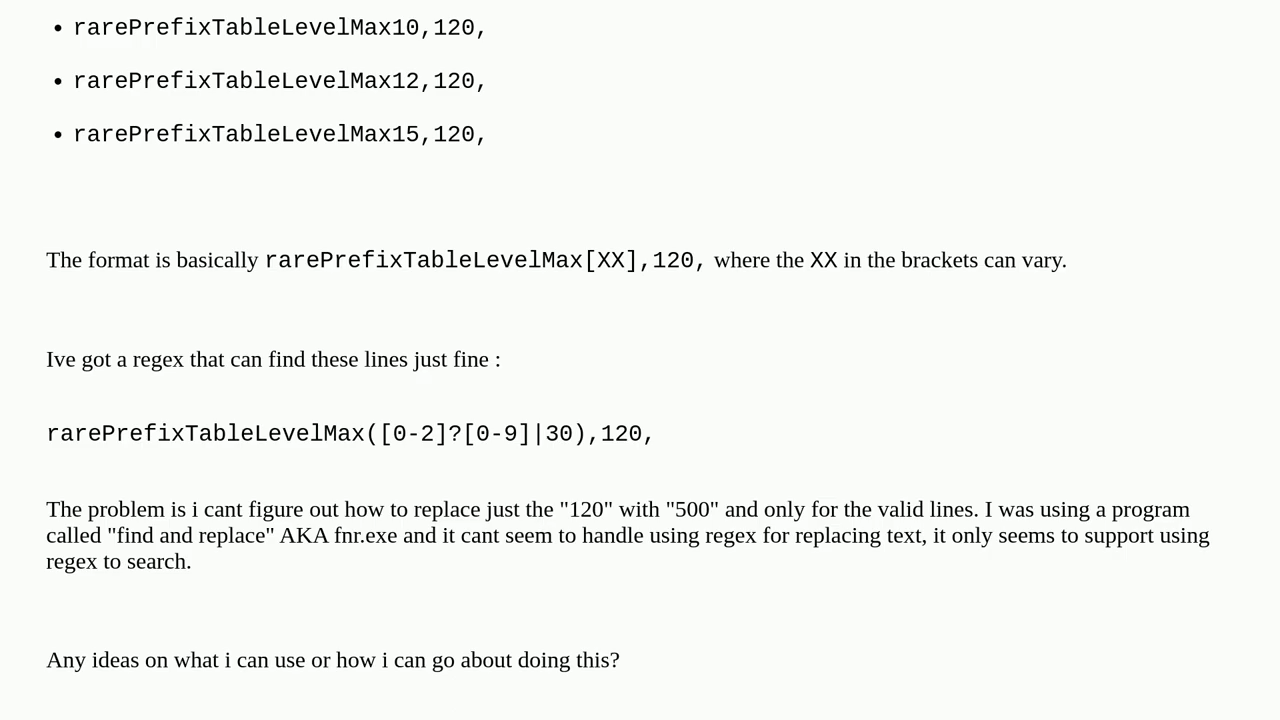 • rarePrefixTableLevelMax10,120,
• rarePrefixTableLevelMax12,120,
• rarePrefixTableLevelMax15,120,
The format is basically rarePrefixTableLevelMax[XX],120, where the XX in the brackets can vary.
Ive got a regex that can find these lines just fine :
rarePrefixTableLevelMax([0-2]?[0-9]|30),120,
The problem is i cant figure out how to replace just the "120" with "500" and only for the valid lines. I was using a program
called "find and replace" AKA fnr.exe and it cant seem to handle using regex for replacing text, it only seems to support using
regex to search.
Any ideas on what i can use or how i can go about doing this?